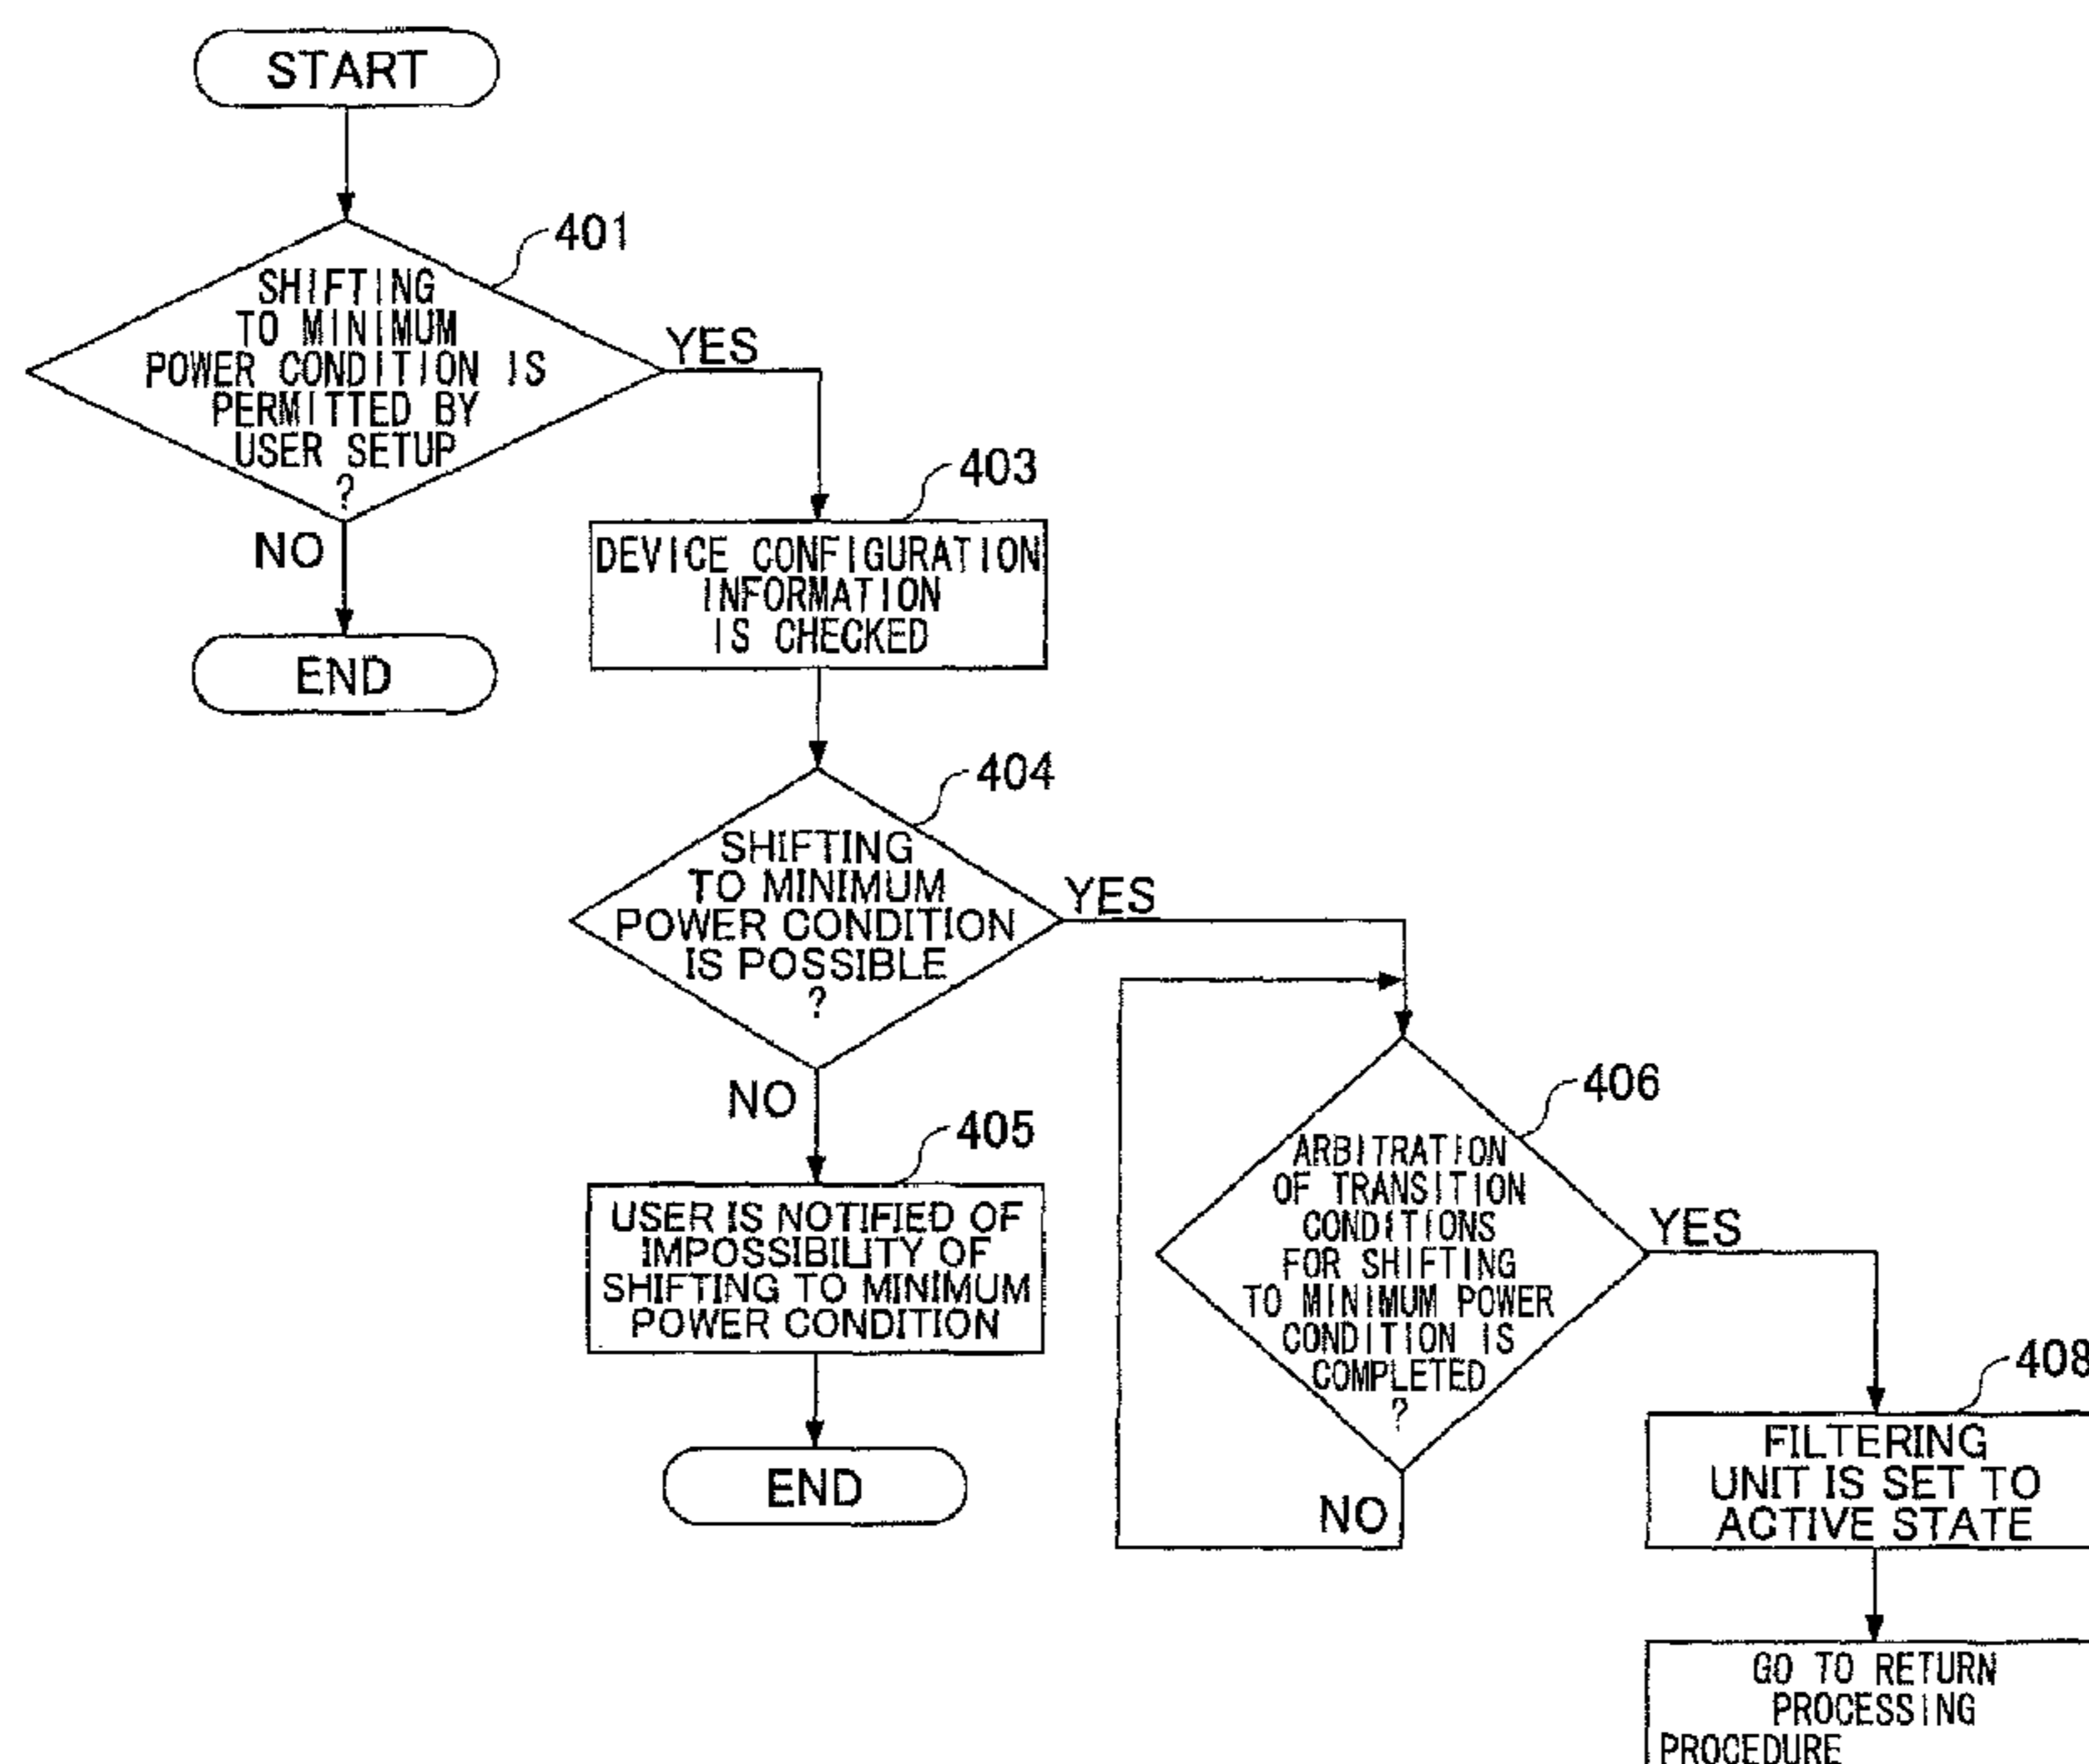 START
401
SHIFTING
TO MINIMUM
POWER CONDITION IS
PERMITTED BY
USER SETUP
?
YES
NO
END
403
DEVICE CONFIGURATION
INFORMATION
IS CHECKED
404
SHIFTING
TO MINIMUM
POWER CONDITION
IS POSSIBLE
?
YES
NO
405
USER IS NOTIFIED OF
IMPOSSIBILITY OF
SHIFTING TO MINIMUM
POWER CONDITION
END
406
ARBITRATION
OF TRANSITION
CONDITIONS
FOR SHIFTING
TO MINIMUM POWER
CONDITION IS
COMPLETED
?
YES
NO
408
FILTERING
UNIT IS SET TO
ACTIVE STATE
GO TO RETURN
PROCESSING
PROCEDURE